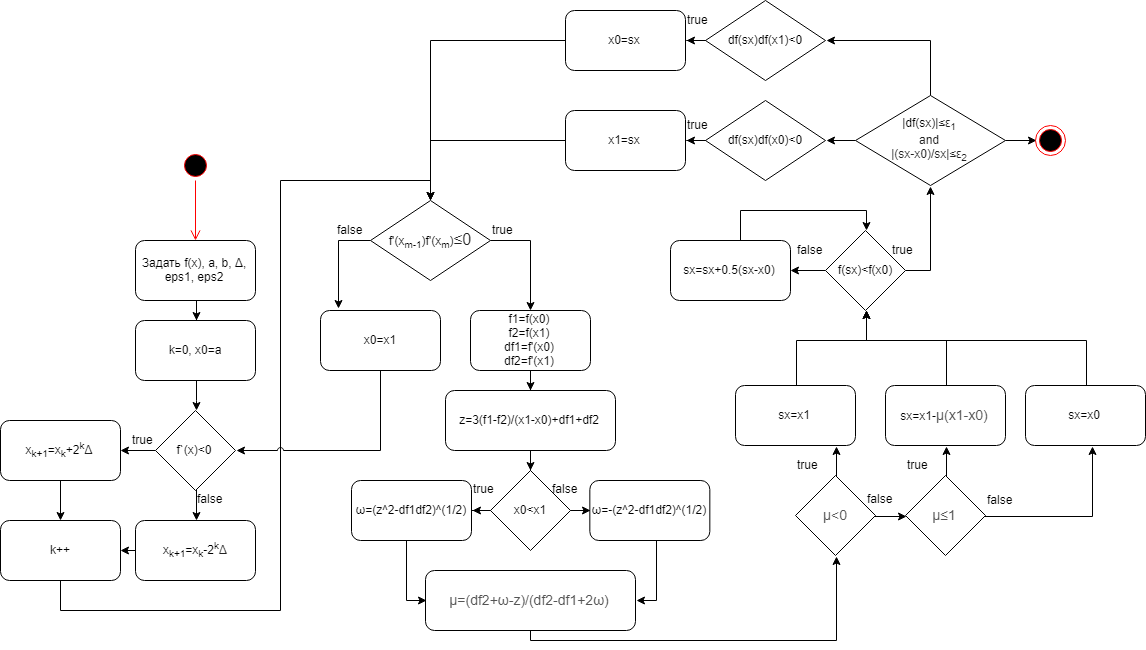 Задать f(x), a, b, Δ,
eps1, eps2
k=0, x0=a
f'(x)<0
true
false
xₖ₊₁=xₖ+2ᵏΔ
xₖ₊₁=xₖ-2ᵏΔ
k++
f'(xₘ₋₁)f'(xₘ)≤0
false
true
x0=x1
f1=f(x0)
f2=f(x1)
df1=f'(x0)
df2=f'(x1)
z=3(f1-f2)/(x1-x0)+df1+df2
x0<x1
true
false
ω=(z^2-df1df2)^(1/2)
ω=-(z^2-df1df2)^(1/2)
μ=(df2+ω-z)/(df2-df1+2ω)
μ<0
true
false
μ≤1
true
false
sx=x1
sx=x1-μ(x1-x0)
sx=x0
f(sx)<f(x0)
false
true
sx=sx+0.5(sx-x0)
|df(sx)|≤ε₁
and
|(sx-x0)/sx|≤ε₂
df(sx)df(x1)<0
true
x0=sx
df(sx)df(x0)<0
true
x1=sx